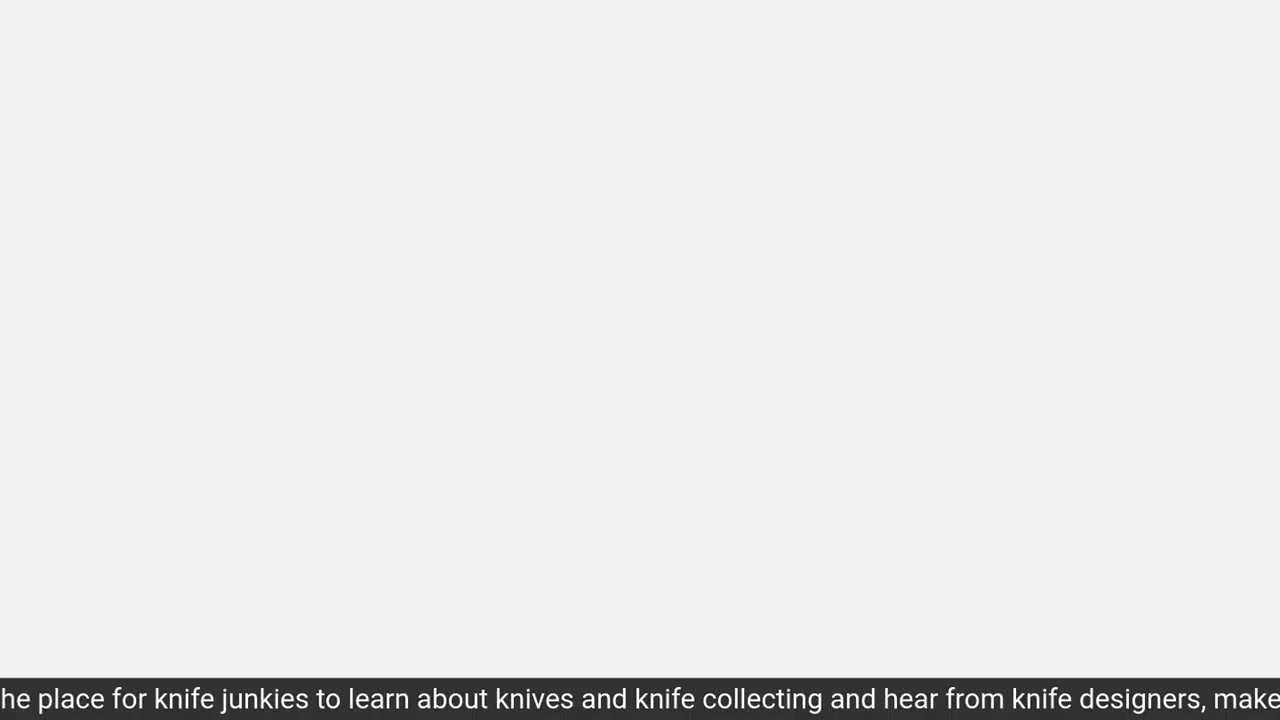 he place for knife junkies to learn about knives and knife collecting and hear from knife designers, make